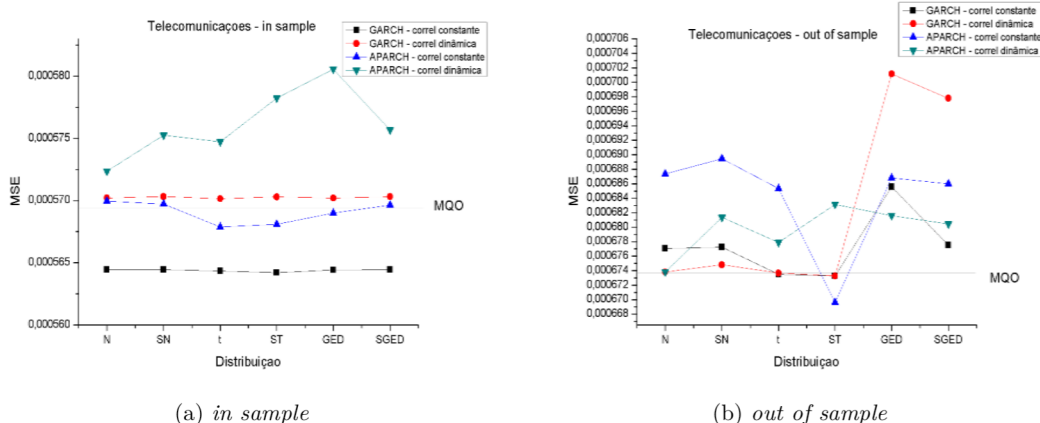 Telecomunicaçoes - in sample
GARCH - correl constante
GARCH - correl dinâmica
APARCH - correl constante
APARCH - correl dinâmica
0,000580
0,000575
0,000570
0,000565
0,000560
MSE
MQO
N SN t ST GED SGED
Distribuiçao
(a) in sample
Telecomunicaçoes - out of sample
GARCH - correl constante
GARCH - correl dinâmica
APARCH - correl constante
APARCH - correl dinâmica
0,000706
0,000704
0,000702
0,000700
0,000698
0,000696
0,000694
0,000692
0,000690
0,000688
0,000686
0,000684
0,000682
0,000680
0,000678
0,000676
0,000674
0,000672
0,000670
0,000668
MSE
MQO
N SN t ST GED SGED
Distribuiçao
(b) out of sample